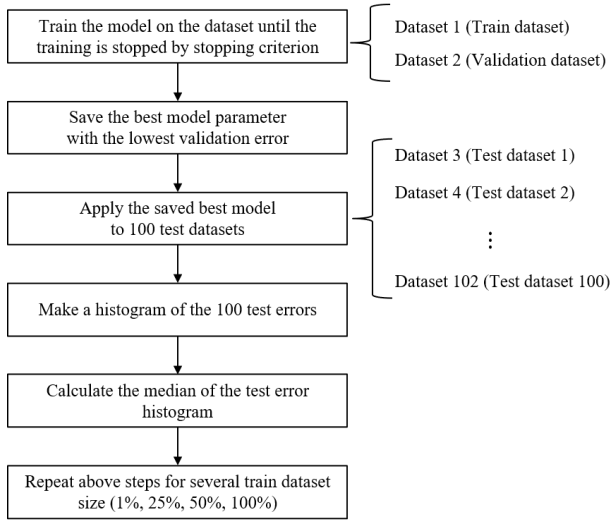 Train the model on the dataset until the
training is stopped by stopping criterion
Dataset 1 (Train dataset)
Dataset 2 (Validation dataset)
Save the best model parameter
with the lowest validation error
Apply the saved best model
to 100 test datasets
Dataset 3 (Test dataset 1)
Dataset 4 (Test dataset 2)
⋮
Dataset 102 (Test dataset 100)
Make a histogram of the 100 test errors
Calculate the median of the test error
histogram
Repeat above steps for several train dataset
size (1%, 25%, 50%, 100%)